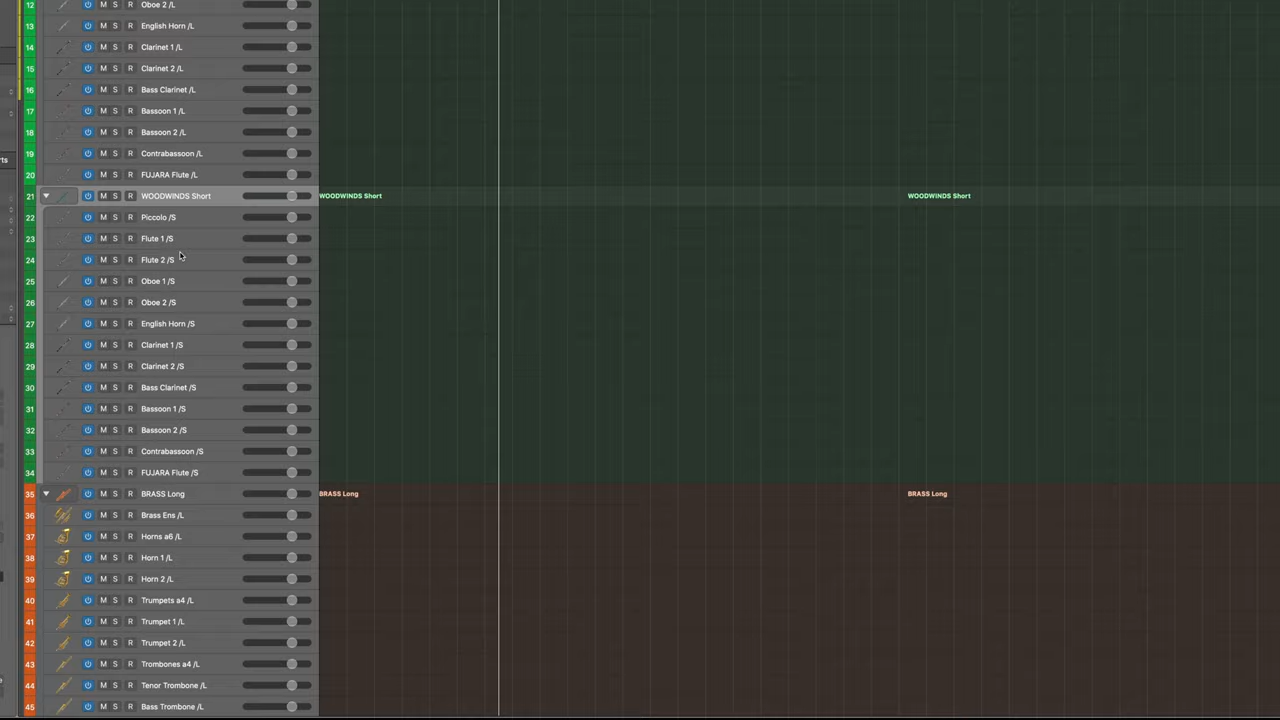 12 M S R Oboe 2 /L
13 M S R English Horn /L
14 M S R Clarinet 1 /L
15 M S R Clarinet 2 /L
16 M S R Bass Clarinet /L
17 M S R Bassoon 1 /L
18 M S R Bassoon 2 /L
19 M S R Contrabassoon /L
rts
20 M S R FUJARA Flute /L
21 M S R WOODWINDS Short WOODWINDS Short WOODWINDS Short
22 M S R Piccolo /S
23 M S R Flute 1 /S
24 M S R Flute 2 /S
25 M S R Oboe 1 /S
26 M S R Oboe 2 /S
27 M S R English Horn /S
28 M S R Clarinet 1 /S
29 M S R Clarinet 2 /S
30 M S R Bass Clarinet /S
31 M S R Bassoon 1 /S
32 M S R Bassoon 2 /S
33 M S R Contrabassoon /S
34 M S R FUJARA Flute /S
35 M S R BRASS Long BRASS Long BRASS Long
36 M S R Brass Ens /L
37 M S R Horns a6 /L
38 M S R Horn 1 /L
39 M S R Horn 2 /L
40 M S R Trumpets a4 /L
41 M S R Trumpet 1 /L
42 M S R Trumpet 2 /L
43 M S R Trombones a4 /L
44 M S R Tenor Trombone /L
45 M S R Bass Trombone /L